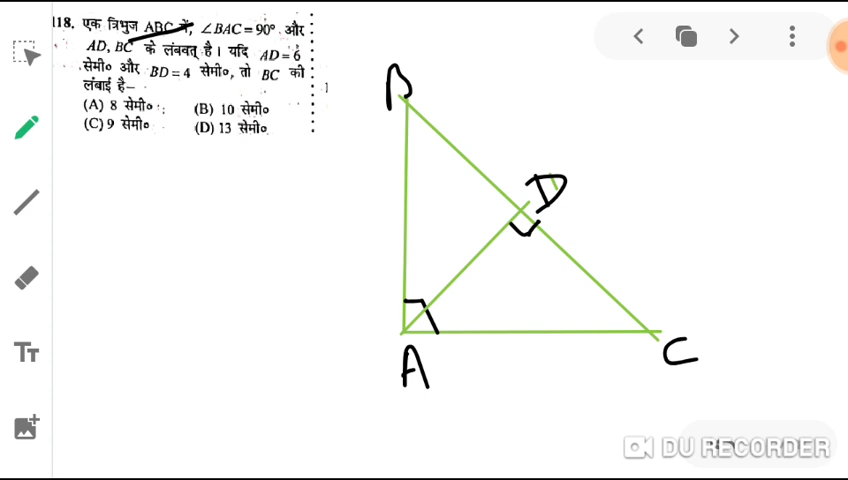 118. एक त्रिभुज ABC में, ∠BAC = 90° और
AD, BC के लंबवत् है। यदि AD = 6
सेमी० और BD = 4 सेमी०, तो BC की
लंबाई है–
(A) 8 सेमी० (B) 10 सेमी०
(C) 9 सेमी० (D) 13 सेमी०
B
D
A
C
TT
DU RECORDER